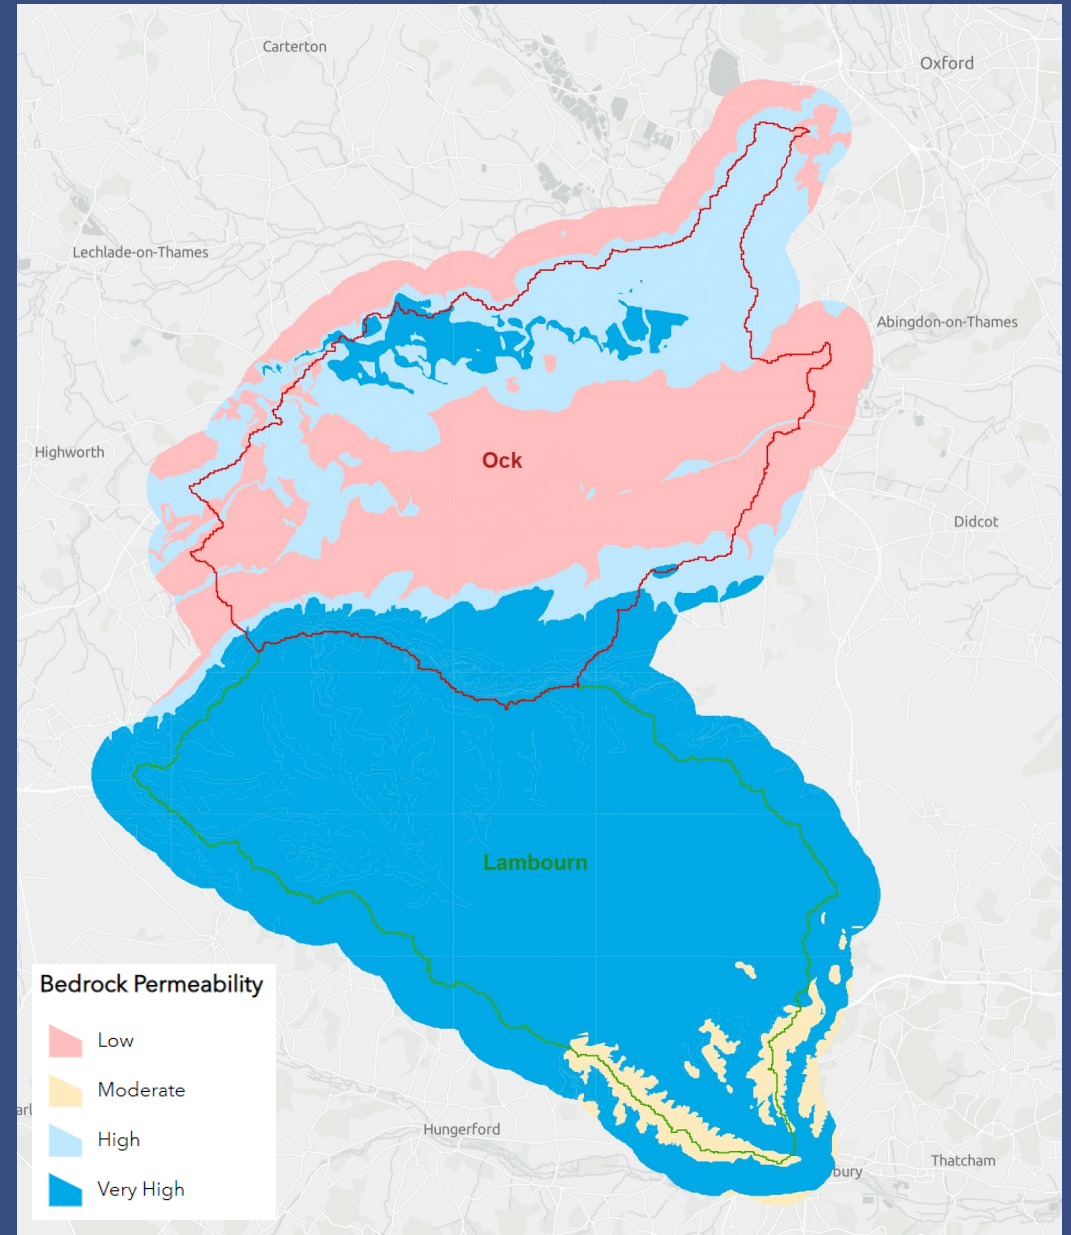 Carterton
Oxford
Lechlade-on-Thames
Abingdon-on-Thames
Highworth
Ock
Didcot
Lambourn
Bedrock Permeability
Low
Moderate
High
Very High
Hungerford
Thatcham